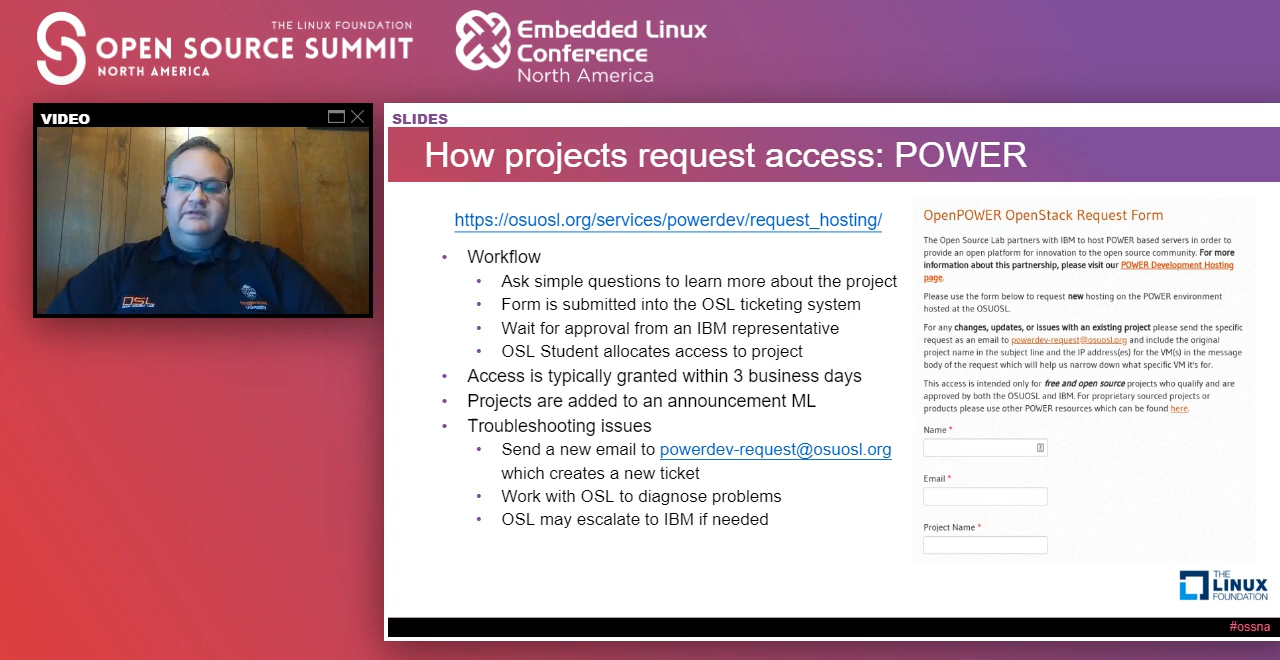 THE LINUX FOUNDATION
OPEN SOURCE SUMMIT
NORTH AMERICA
Embedded Linux
Conference
North America
VIDEO
OSL
SLIDES
How projects request access: POWER
https://osuosl.org/services/powerdev/request_hosting/
• Workflow
• Ask simple questions to learn more about the project
• Form is submitted into the OSL ticketing system
• Wait for approval from an IBM representative
• OSL Student allocates access to project
• Access is typically granted within 3 business days
• Projects are added to an announcement ML
• Troubleshooting issues
• Send a new email to powerdev-request@osuosl.org
which creates a new ticket
• Work with OSL to diagnose problems
• OSL may escalate to IBM if needed
OpenPOWER OpenStack Request Form
The Open Source Lab partners with IBM to host POWER based servers in order to
provide an open platform for innovation to the open source community. For more
information about this partnership, please visit our POWER Development Hosting
page.
Please use the form below to request new hosting on the POWER environment
hosted at the OSUOSL.
For any changes, updates, or issues with an existing project please send the specific
request as an email to powerdev-request@osuosl.org and include the original
project name in the subject line and the IP address(es) for the VM(s) in the message
body of the request which will help us narrow down what specific VM it's for.
This access is intended only for free and open source projects who qualify and are
approved by both the OSUOSL and IBM. For proprietary sourced projects or
products please use other POWER resources which can be found here.
Name *
Email *
Project Name *
THE
LINUX
FOUNDATION
#ossna